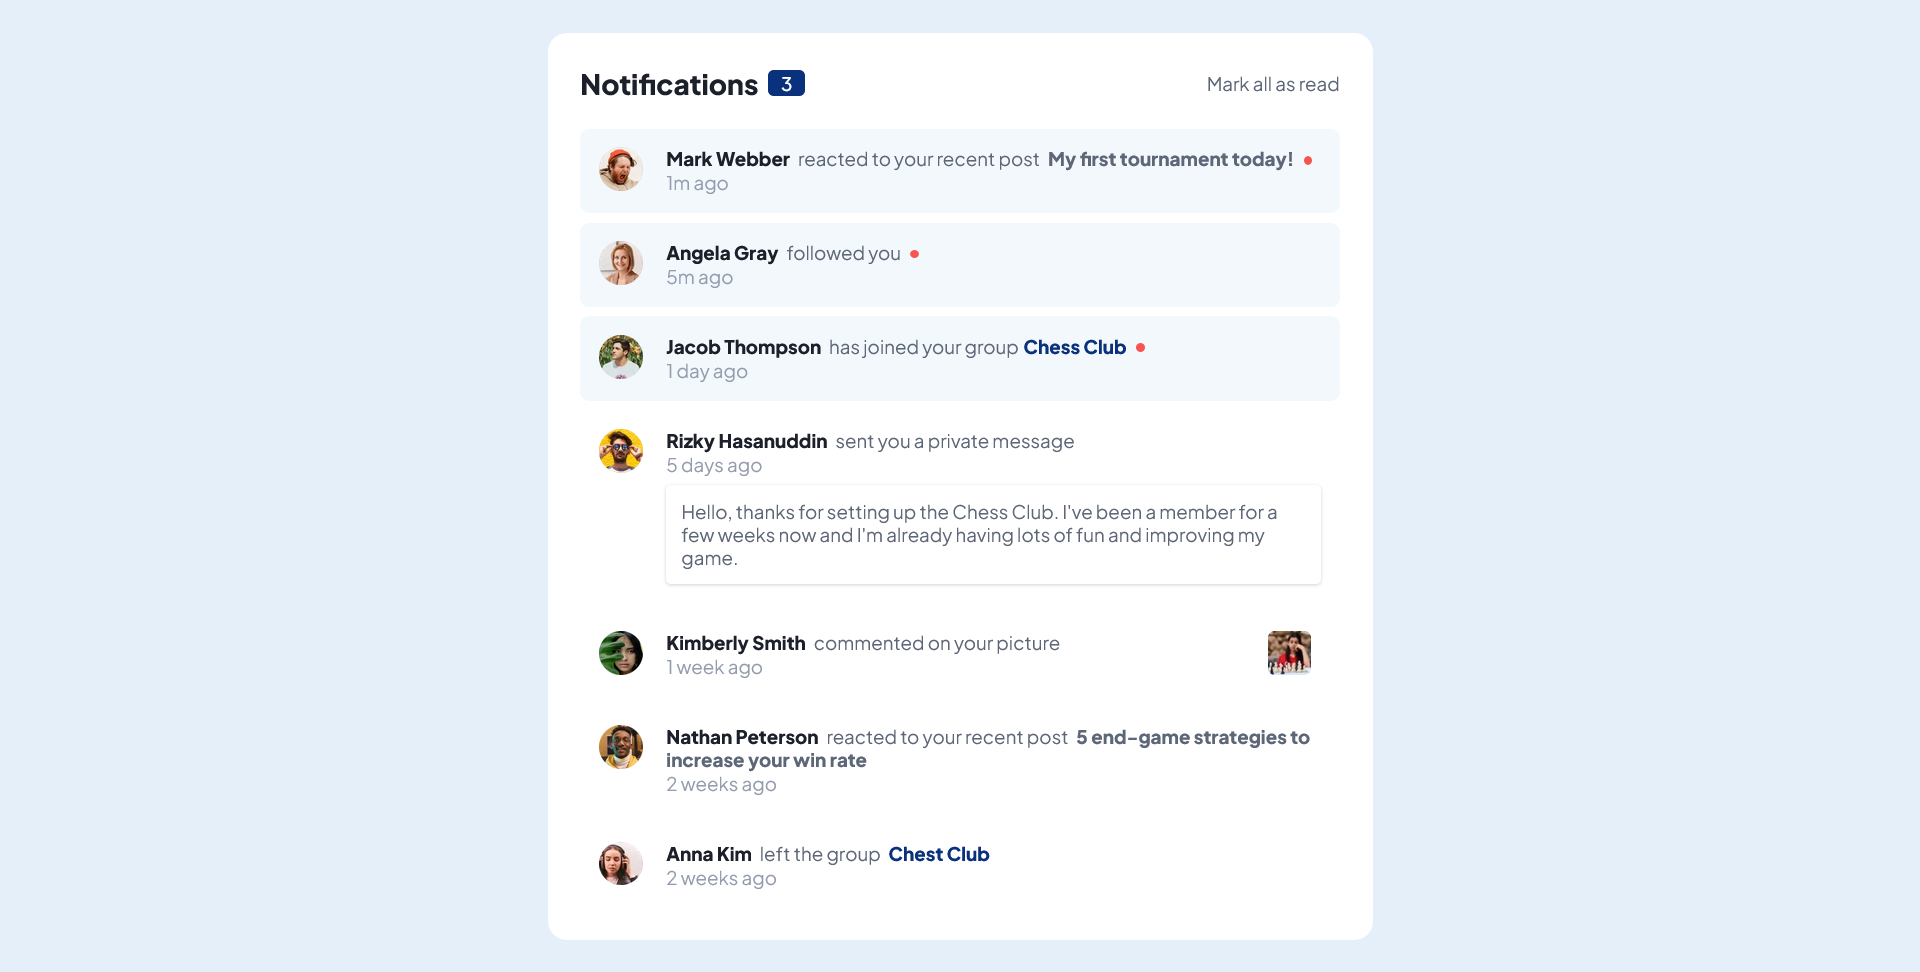 Notifications 3 Mark all as read
Mark Webber reacted to your recent post My first tournament today!
1m ago
Angela Gray followed you
5m ago
Jacob Thompson has joined your group Chess Club
1 day ago
Rizky Hasanuddin sent you a private message
5 days ago
Hello, thanks for setting up the Chess Club. I've been a member for a
few weeks now and I'm already having lots of fun and improving my
game.
Kimberly Smith commented on your picture
1 week ago
Nathan Peterson reacted to your recent post 5 end-game strategies to
increase your win rate
2 weeks ago
Anna Kim left the group Chest Club
2 weeks ago